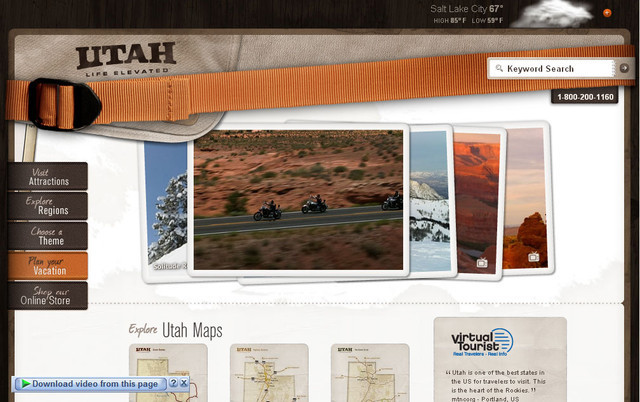 Salt Lake City 67°
HIGH 85° F LOW 59° F
UTAH
LIFE ELEVATED
Keyword Search
1-800-200-1160
Visit
Attractions
Explore
Regions
Choose a
Theme
Plan your
Vacation
Shop our
Online Store
Solitude
Explore Utah Maps
UTAH
UTAH
UTAH
virtual
Tourist
Real Travelers - Real Info
“ Utah is one of the best states in
the US for travelers to visit. This
is the heart of the Rockies. ”
mtncorg - Portland, US
Download video from this page ? X